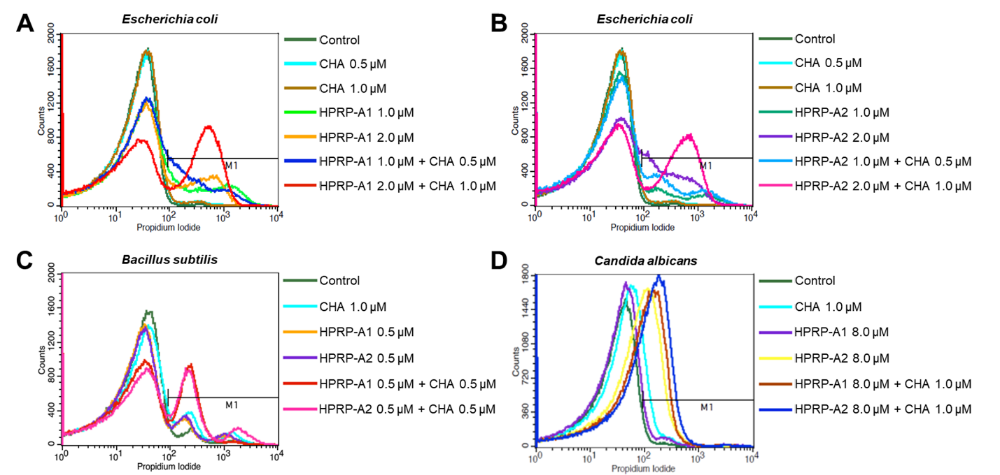 A
Escherichia coli
Counts
2000
1600
1200
800
400
0
M1
10^0 10^1 10^2 10^3 10^4
Propidium Iodide
Control
CHA 0.5 µM
CHA 1.0 µM
HPRP-A1 1.0 µM
HPRP-A1 2.0 µM
HPRP-A1 1.0 µM + CHA 0.5 µM
HPRP-A1 2.0 µM + CHA 1.0 µM
B
Escherichia coli
Counts
2000
1600
1200
800
400
0
M1
10^0 10^1 10^2 10^3 10^4
Propidium Iodide
Control
CHA 0.5 µM
CHA 1.0 µM
HPRP-A2 1.0 µM
HPRP-A2 2.0 µM
HPRP-A2 1.0 µM + CHA 0.5 µM
HPRP-A2 2.0 µM + CHA 1.0 µM
C
Bacillus subtilis
Counts
2000
1600
1200
800
400
0
M1
10^0 10^1 10^2 10^3 10^4
Propidium Iodide
Control
CHA 1.0 µM
HPRP-A1 0.5 µM
HPRP-A2 0.5 µM
HPRP-A1 0.5 µM + CHA 0.5 µM
HPRP-A2 0.5 µM + CHA 0.5 µM
D
Candida albicans
Counts
1800
1440
1080
720
360
0
M1
10^0 10^1 10^2 10^3 10^4
Propidium Iodide
Control
CHA 1.0 µM
HPRP-A1 8.0 µM
HPRP-A2 8.0 µM
HPRP-A1 8.0 µM + CHA 1.0 µM
HPRP-A2 8.0 µM + CHA 1.0 µM